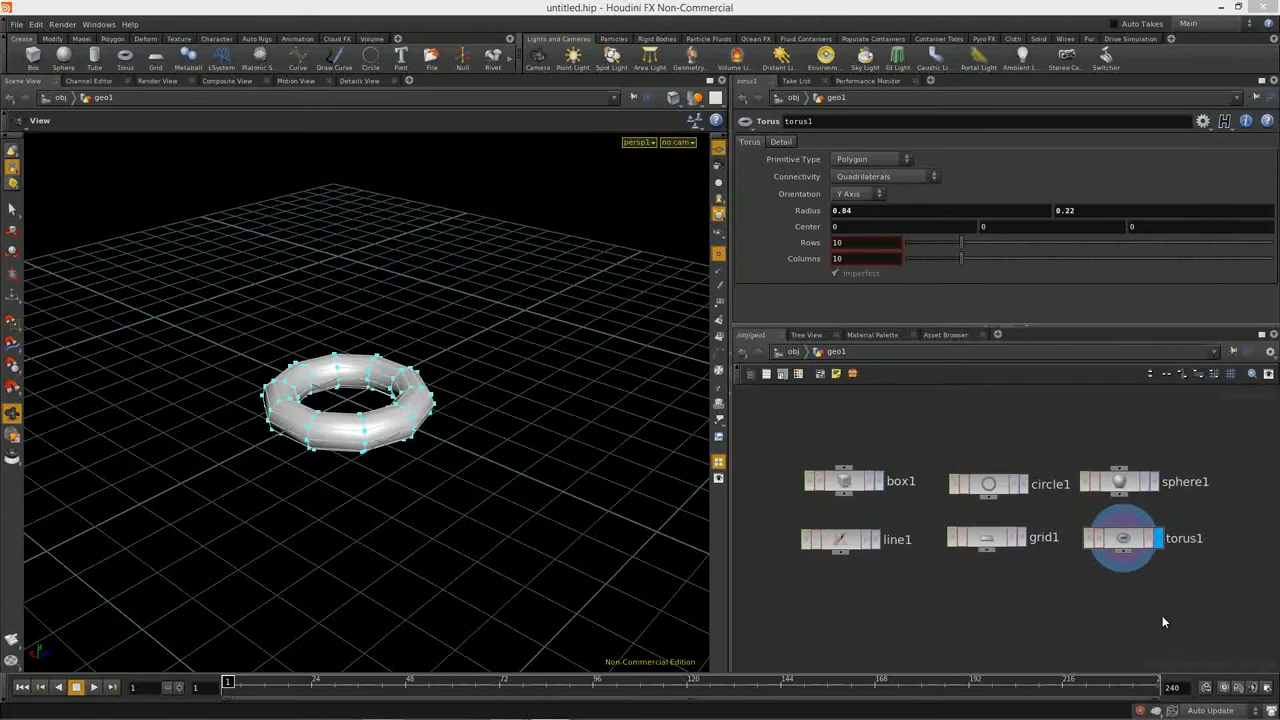 untitled.hip - Houdini FX Non-Commercial
File Edit Render Windows Help
Auto Takes Main
Create Modify Model Polygon Deform Texture Character Auto Rigs Animation Cloud FX Volume
Lights and Cameras Particles Rigid Bodies Particle Fluids Ocean FX Fluid Containers Populate Containers Container Tools Pyro FX Cloth Solid Wires Fur Drive Simulation
Box Sphere Tube Torus Grid Metaball LSystem Platonic S... Curve Draw Curve Circle Font File Null Rivet
Camera Point Light Spot Light Area Light Geometry... Volume Li... Distant Li... Environm... Sky Light GI Light Caustic Li... Portal Light Ambient L... Stereo Ca... Switcher
Scene View Channel Editor Render View Composite View Motion View Details View
torus1 Take List Performance Monitor
obj geo1
obj geo1
View
Torus torus1
persp1 no cam
Torus Detail
Primitive Type Polygon
Connectivity Quadrilaterals
Orientation Y Axis
Radius 0.84 0.22
Center 0 0 0
Rows 10
Columns 10
Imperfect
/obj/geo1 Tree View Material Palette Asset Browser
obj geo1
box1 circle1 sphere1
line1 grid1 torus1
Non-Commercial Edition
1 1 1 24 48 72 96 120 144 168 192 216 2 240
Auto Update